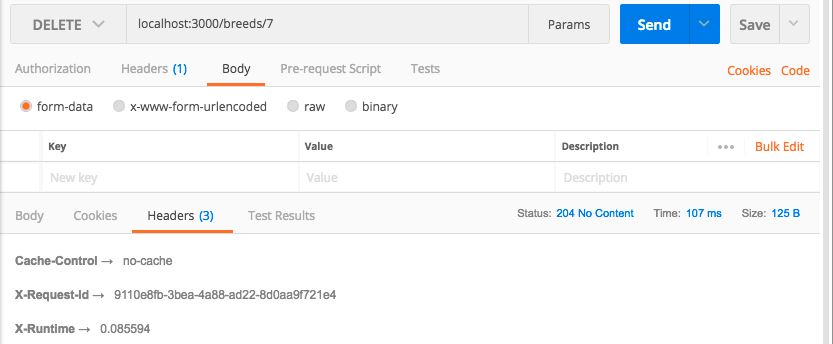 DELETE localhost:3000/breeds/7 Params Send Save
Authorization Headers (1) Body Pre-request Script Tests Cookies Code
form-data x-www-form-urlencoded raw binary
Key Value Description ••• Bulk Edit
New key Value Description
Body Cookies Headers (3) Test Results Status: 204 No Content Time: 107 ms Size: 125 B
Cache-Control → no-cache
X-Request-Id → 9110e8fb-3bea-4a88-ad22-8d0aa9f721e4
X-Runtime → 0.085594